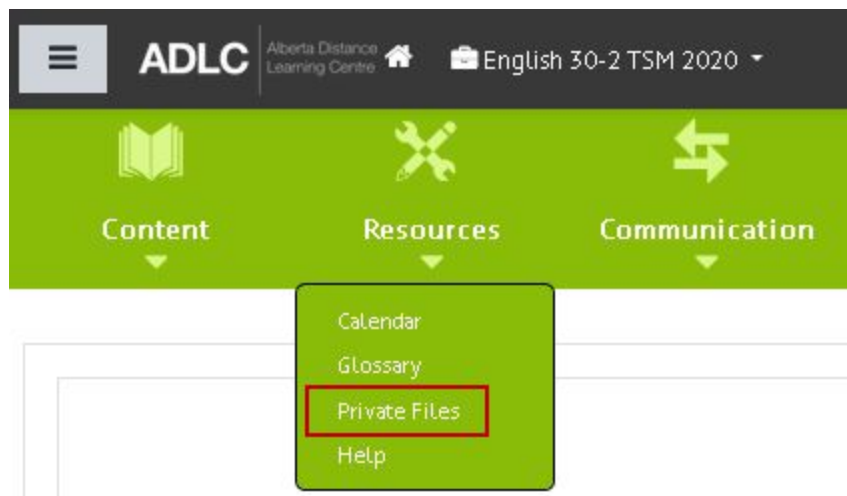 ADLC
Alberta Distance
Learning Centre
English 30-2 TSM 2020
Content
Resources
Communication
Calendar
Glossary
Private Files
Help